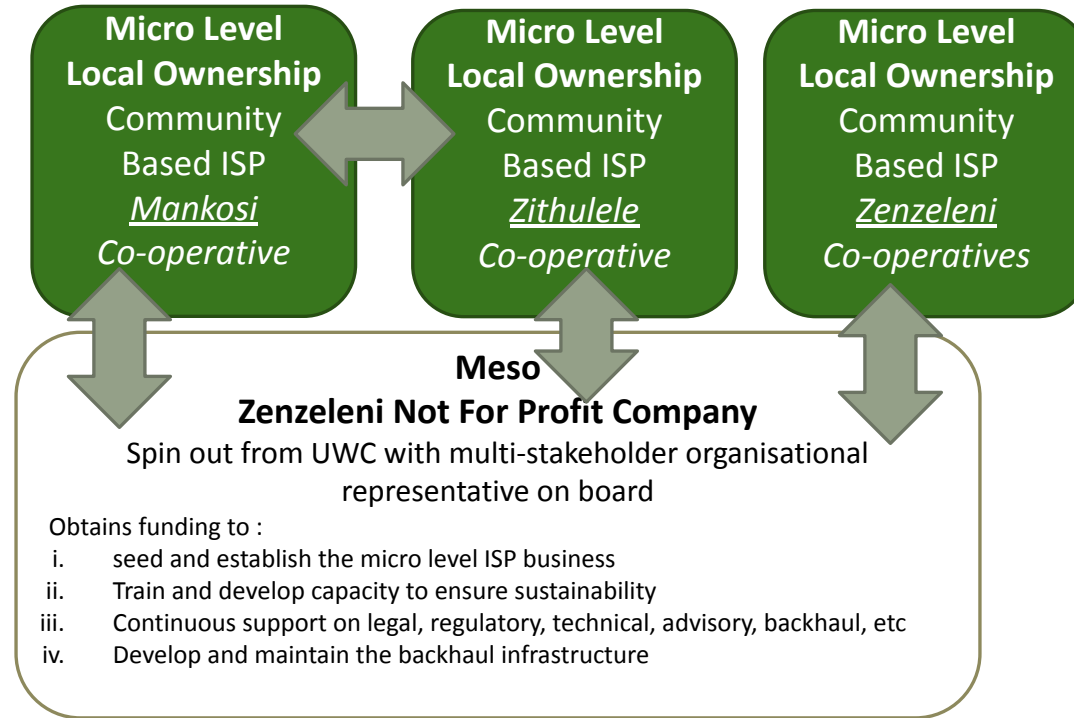 Micro Level
Local Ownership
Community
Based ISP
Mankosi
Co-operative
Micro Level
Local Ownership
Community
Based ISP
Zithulele
Co-operative
Micro Level
Local Ownership
Community
Based ISP
Zenzeleni
Co-operatives
Meso
Zenzeleni Not For Profit Company
Spin out from UWC with multi-stakeholder organisational
representative on board
Obtains funding to :
i. seed and establish the micro level ISP business
ii. Train and develop capacity to ensure sustainability
iii. Continuous support on legal, regulatory, technical, advisory, backhaul, etc
iv. Develop and maintain the backhaul infrastructure